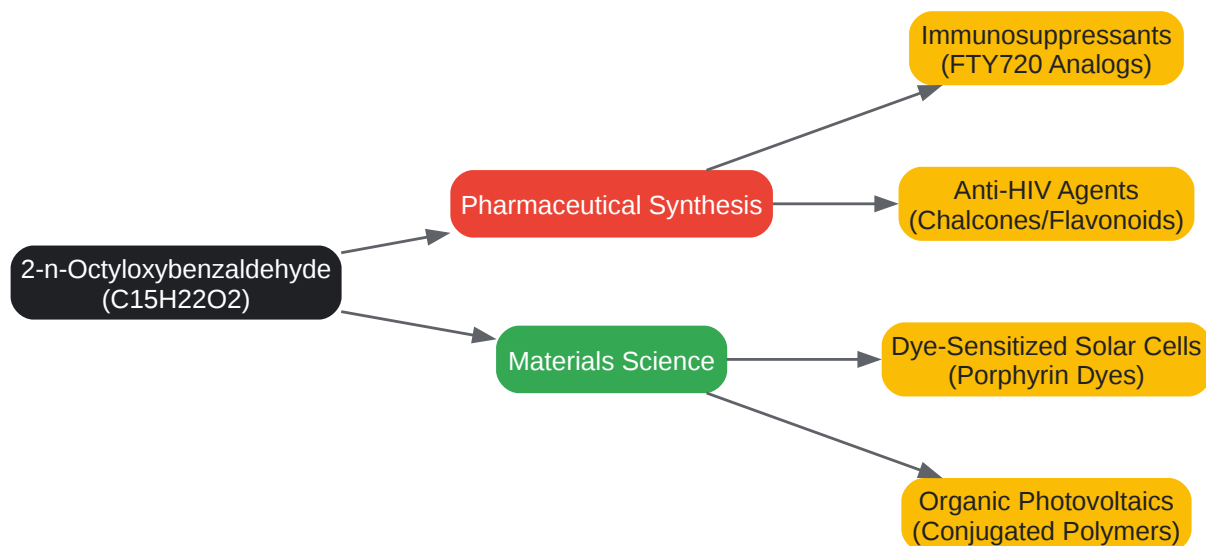 Immunosuppressants
(FTY720 Analogs)
Pharmaceutical Synthesis
Anti-HIV Agents
(Chalcones/Flavonoids)
2-n-Octyloxybenzaldehyde
(C15H22O2)
Materials Science
Dye-Sensitized Solar Cells
(Porphyrin Dyes)
Organic Photovoltaics
(Conjugated Polymers)